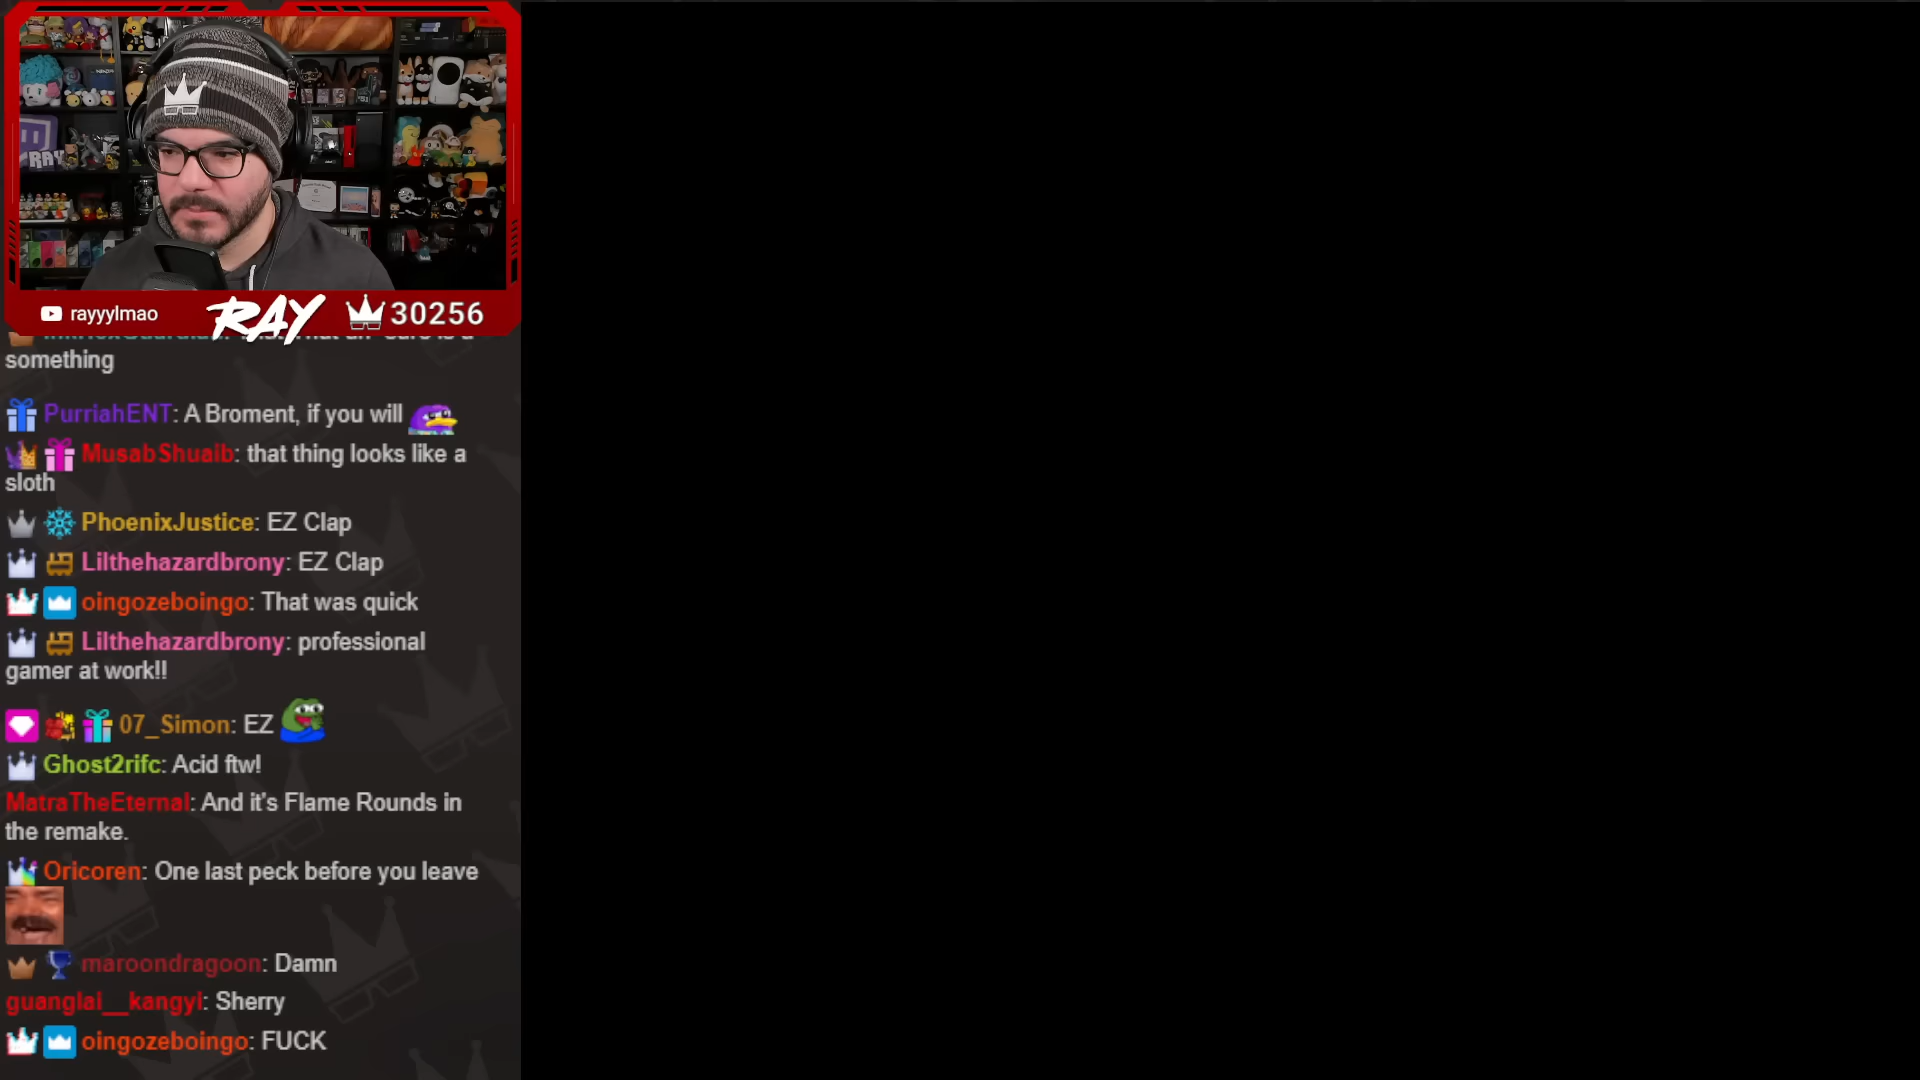 RAY
rayyylmao RAY 30256
something
PurriahENT: A Broment, if you will
MusabShuaib: that thing looks like a
sloth
PhoenixJustice: EZ Clap
Lilthehazardbrony: EZ Clap
oingozeboingo: That was quick
Lilthehazardbrony: professional
gamer at work!!
07_Simon: EZ
Ghost2rifc: Acid ftw!
MatraTheEternal: And it's Flame Rounds in
the remake.
Oricoren: One last peck before you leave
maroondragoon: Damn
guanglal__kangyl: Sherry
oingozeboingo: FUCK